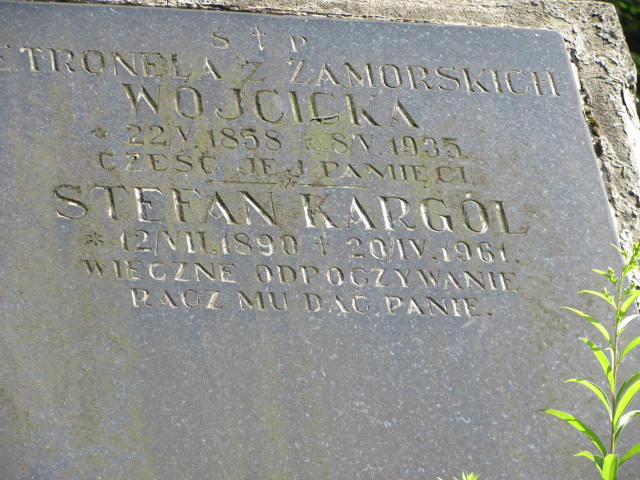 Ś † P
ETRONELA Z ZAMORSKICH
WÓJCICKA
* 22/V 1858 † 8/V 1935.
CZEŚĆ JEJ PAMIĘCI.
STEFAN KARGÓL
* 12/VII.1890 † 20/IV.1961.
WIECZNE ODPOCZYWANIE
RACZ MU DAĆ PANIE.